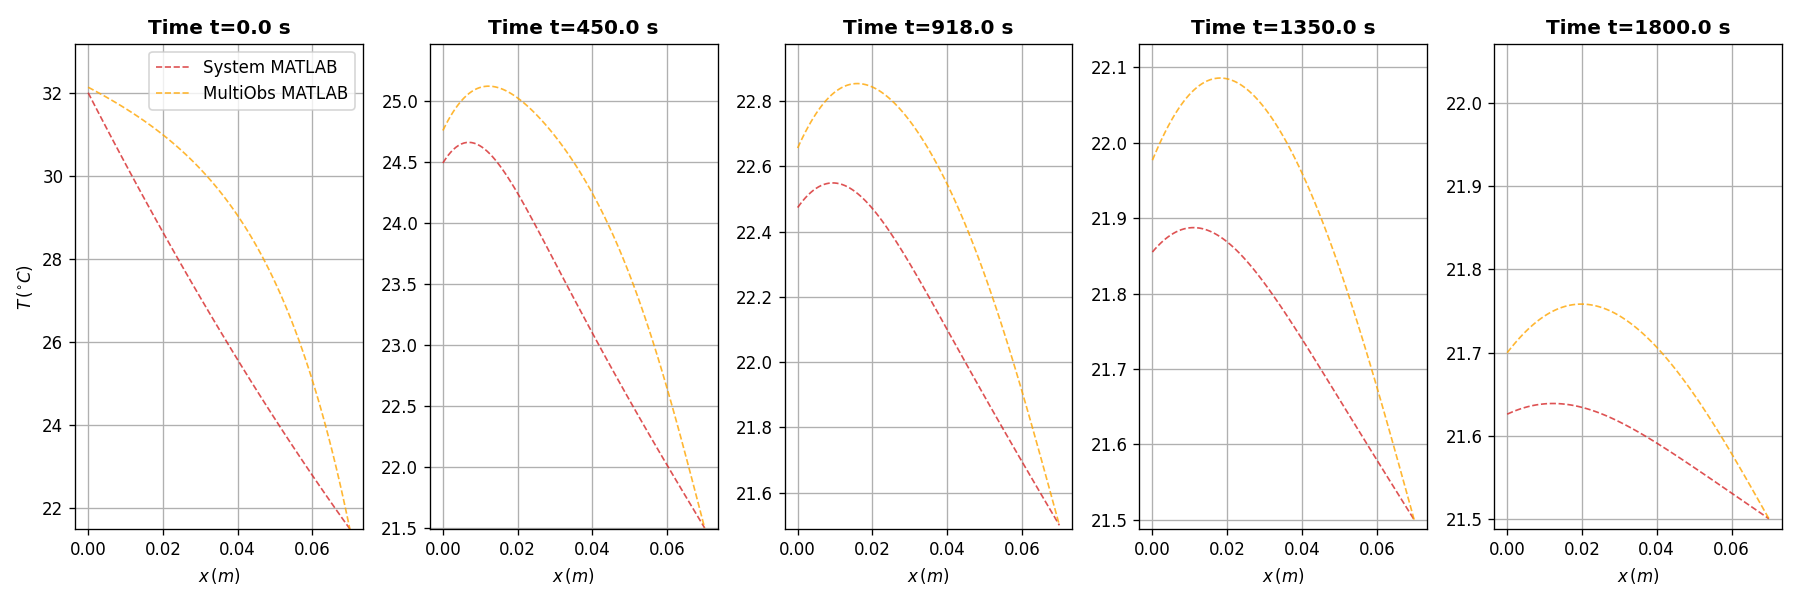 Time t=0.0 s
Time t=450.0 s
Time t=918.0 s
Time t=1350.0 s
Time t=1800.0 s
System MATLAB
MultiObs MATLAB
T (°C)
32
30
28
26
24
22
0.00 0.02 0.04 0.06
x (m)
25.0
24.5
24.0
23.5
23.0
22.5
22.0
21.5
0.00 0.02 0.04 0.06
x (m)
22.8
22.6
22.4
22.2
22.0
21.8
21.6
0.00 0.02 0.04 0.06
x (m)
22.1
22.0
21.9
21.8
21.7
21.6
21.5
0.00 0.02 0.04 0.06
x (m)
22.0
21.9
21.8
21.7
21.6
21.5
0.00 0.02 0.04 0.06
x (m)